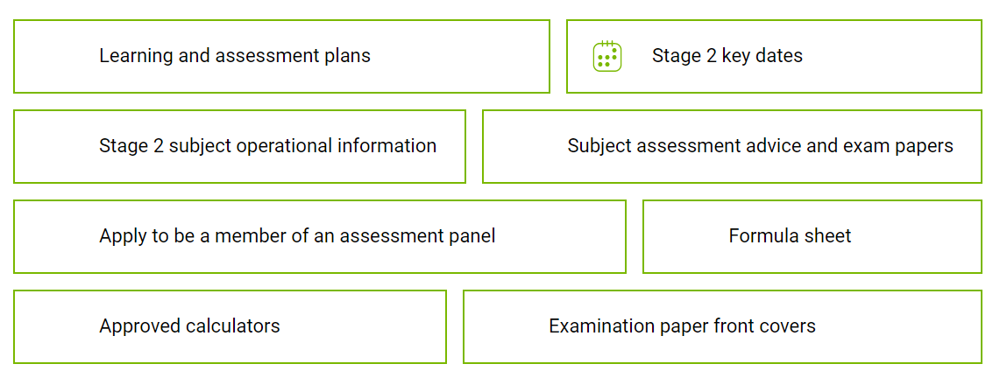 Learning and assessment plans
Stage 2 key dates
Stage 2 subject operational information
Subject assessment advice and exam papers
Apply to be a member of an assessment panel
Formula sheet
Approved calculators
Examination paper front covers